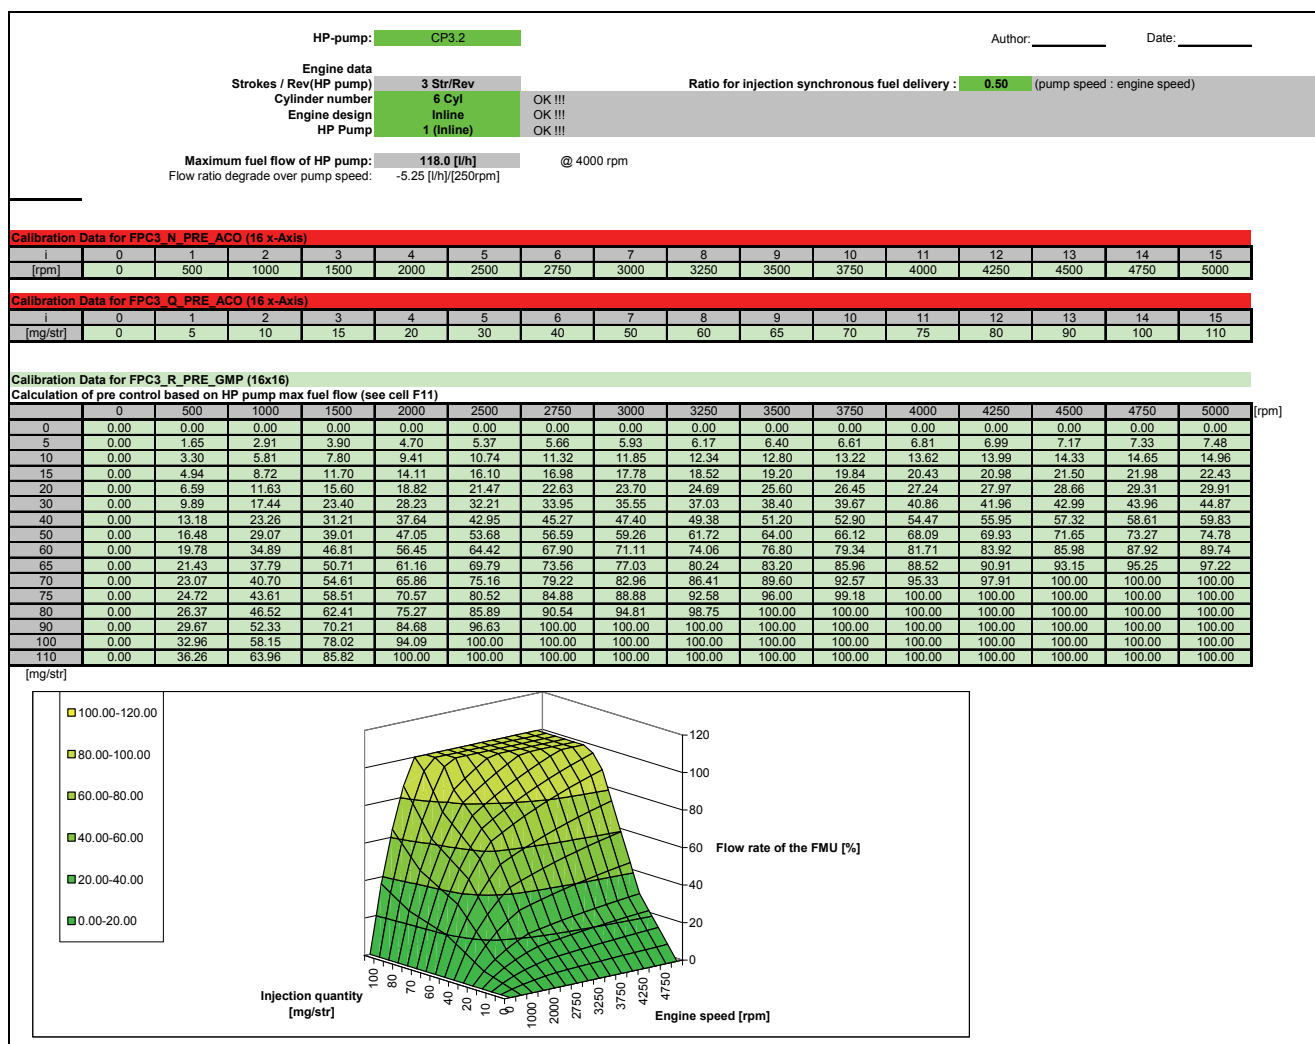 HP-pump: CP3.2 Author: Date:
Engine data
Strokes / Rev(HP pump) 3 Str/Rev Ratio for injection synchronous fuel delivery : 0.50 (pump speed : engine speed)
Cylinder number 6 Cyl OK !!!
Engine design Inline OK !!!
HP Pump 1 (Inline) OK !!!
Maximum fuel flow of HP pump: 118.0 [l/h] @ 4000 rpm
Flow ratio degrade over pump speed: -5.25 [l/h]/[250rpm]
Calibration Data for FPC3_N_PRE_ACO (16 x-Axis)
i 0 1 2 3 4 5 6 7 8 9 10 11 12 13 14 15
[rpm] 0 500 1000 1500 2000 2500 2750 3000 3250 3500 3750 4000 4250 4500 4750 5000
Calibration Data for FPC3_Q_PRE_ACO (16 x-Axis)
i 0 1 2 3 4 5 6 7 8 9 10 11 12 13 14 15
[mg/str] 0 5 10 15 20 30 40 50 60 65 70 75 80 90 100 110
Calibration Data for FPC3_R_PRE_GMP (16x16)
Calculation of pre control based on HP pump max fuel flow (see cell F11)
0 500 1000 1500 2000 2500 2750 3000 3250 3500 3750 4000 4250 4500 4750 5000 [rpm]
0 0.00 0.00 0.00 0.00 0.00 0.00 0.00 0.00 0.00 0.00 0.00 0.00 0.00 0.00 0.00 0.00
5 0.00 1.65 2.91 3.90 4.70 5.37 5.66 5.93 6.17 6.40 6.61 6.81 6.99 7.17 7.33 7.48
10 0.00 3.30 5.81 7.80 9.41 10.74 11.32 11.85 12.34 12.80 13.22 13.62 13.99 14.33 14.65 14.96
15 0.00 4.94 8.72 11.70 14.11 16.10 16.98 17.78 18.52 19.20 19.84 20.43 20.98 21.50 21.98 22.43
20 0.00 6.59 11.63 15.60 18.82 21.47 22.63 23.70 24.69 25.60 26.45 27.24 27.97 28.66 29.31 29.91
30 0.00 9.89 17.44 23.40 28.23 32.21 33.95 35.55 37.03 38.40 39.67 40.86 41.96 42.99 43.96 44.87
40 0.00 13.18 23.26 31.21 37.64 42.95 45.27 47.40 49.38 51.20 52.90 54.47 55.95 57.32 58.61 59.83
50 0.00 16.48 29.07 39.01 47.05 53.68 56.59 59.26 61.72 64.00 66.12 68.09 69.93 71.65 73.27 74.78
60 0.00 19.78 34.89 46.81 56.45 64.42 67.90 71.11 74.06 76.80 79.34 81.71 83.92 85.98 87.92 89.74
65 0.00 21.43 37.79 50.71 61.16 69.79 73.56 77.03 80.24 83.20 85.96 88.52 90.91 93.15 95.25 97.22
70 0.00 23.07 40.70 54.61 65.86 75.16 79.22 82.96 86.41 89.60 92.57 95.33 97.91 100.00 100.00 100.00
75 0.00 24.72 43.61 58.51 70.57 80.52 84.88 88.88 92.58 96.00 99.18 100.00 100.00 100.00 100.00 100.00
80 0.00 26.37 46.52 62.41 75.27 85.89 90.54 94.81 98.75 100.00 100.00 100.00 100.00 100.00 100.00 100.00
90 0.00 29.67 52.33 70.21 84.68 96.63 100.00 100.00 100.00 100.00 100.00 100.00 100.00 100.00 100.00 100.00
100 0.00 32.96 58.15 78.02 94.09 100.00 100.00 100.00 100.00 100.00 100.00 100.00 100.00 100.00 100.00 100.00
110 0.00 36.26 63.96 85.82 100.00 100.00 100.00 100.00 100.00 100.00 100.00 100.00 100.00 100.00 100.00 100.00
[mg/str]
100.00-120.00
80.00-100.00
60.00-80.00
40.00-60.00
20.00-40.00
0.00-20.00
120
100
80
60
40
20
0
Flow rate of the FMU [%]
100 80 70 60 40 20 10 0
Injection quantity
[mg/str]
0 1000 2000 2750 3250 3750 4250 4750
Engine speed [rpm]